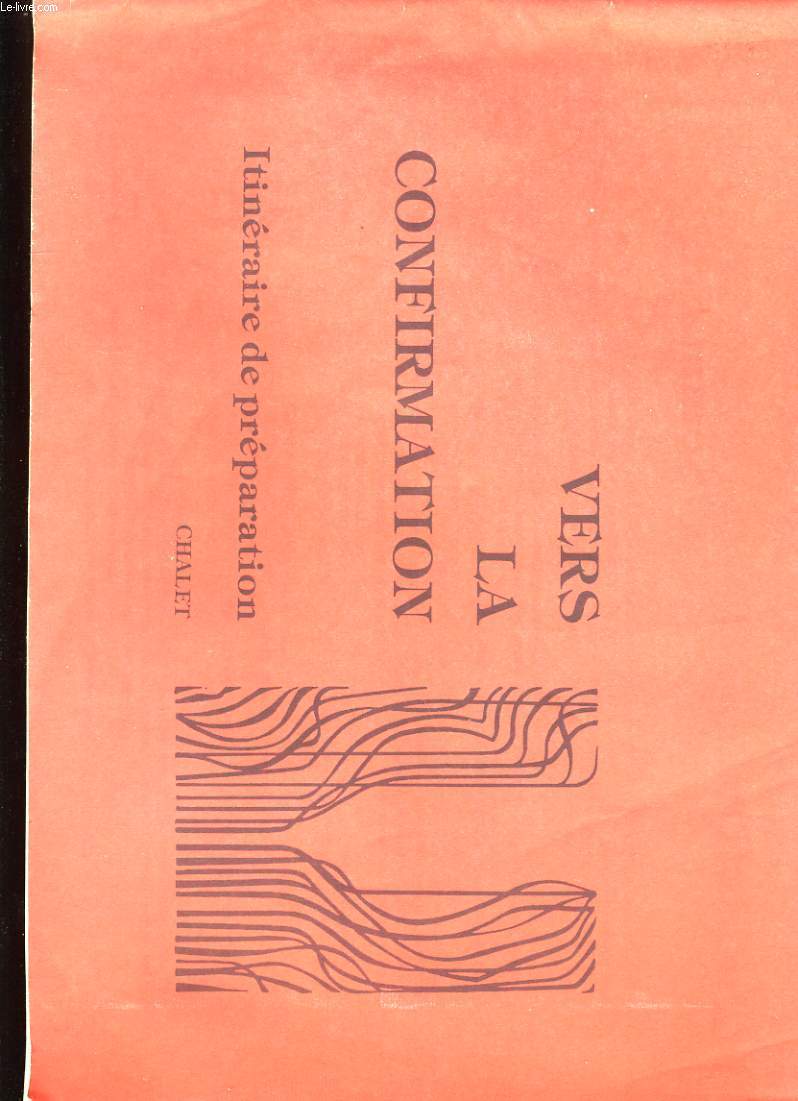 Le-livre.com
VERS
LA
CONFIRMATION
Itinéraire de préparation
CHALET